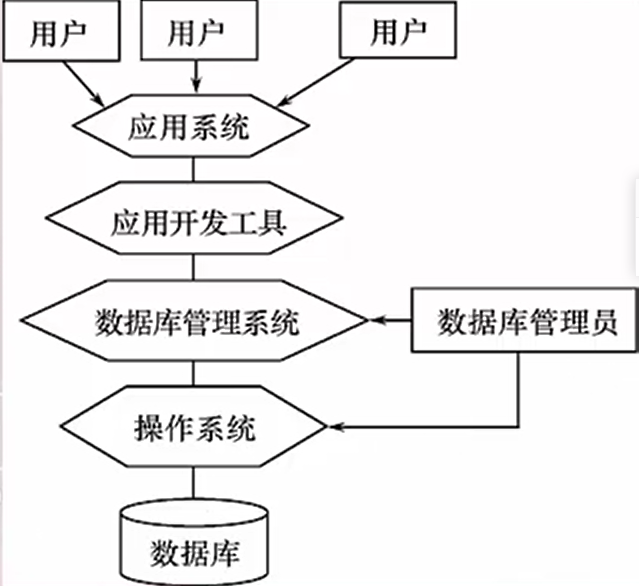 用户
用户
用户
应用系统
应用开发工具
数据库管理系统
数据库管理员
操作系统
数据库